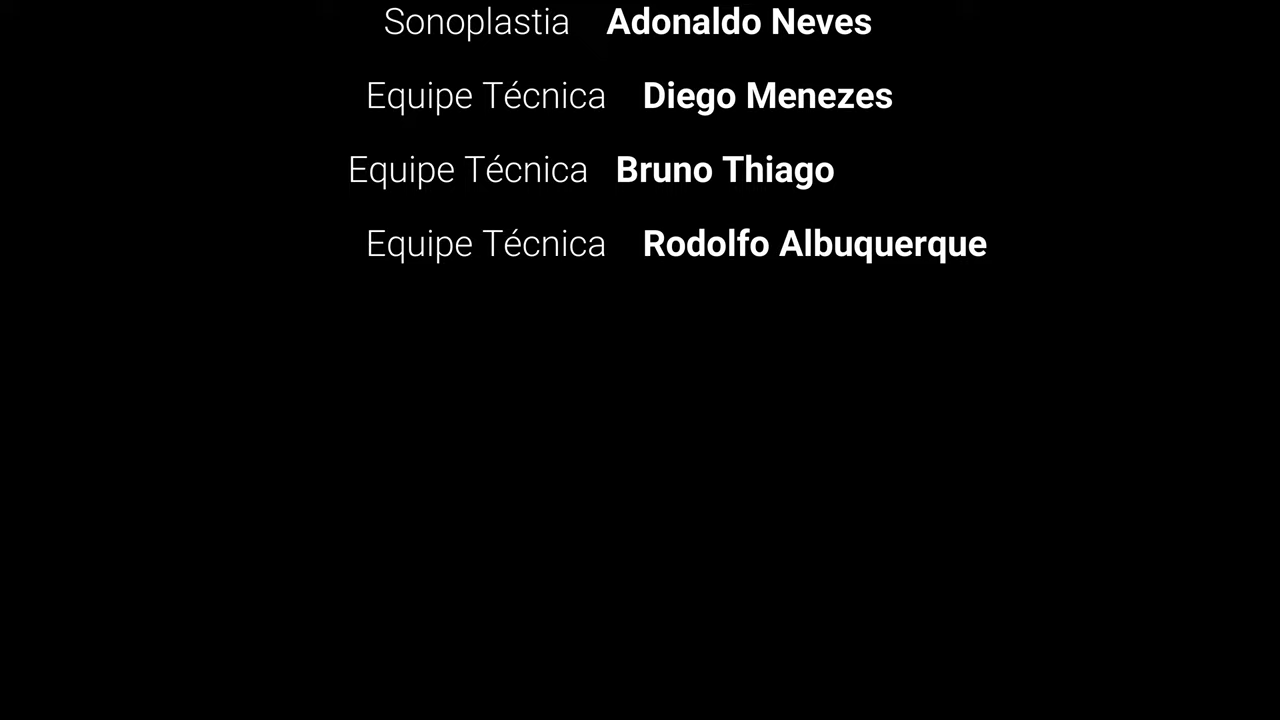 Sonoplastia Adonaldo Neves
Equipe Técnica Diego Menezes
Equipe Técnica Bruno Thiago
Equipe Técnica Rodolfo Albuquerque